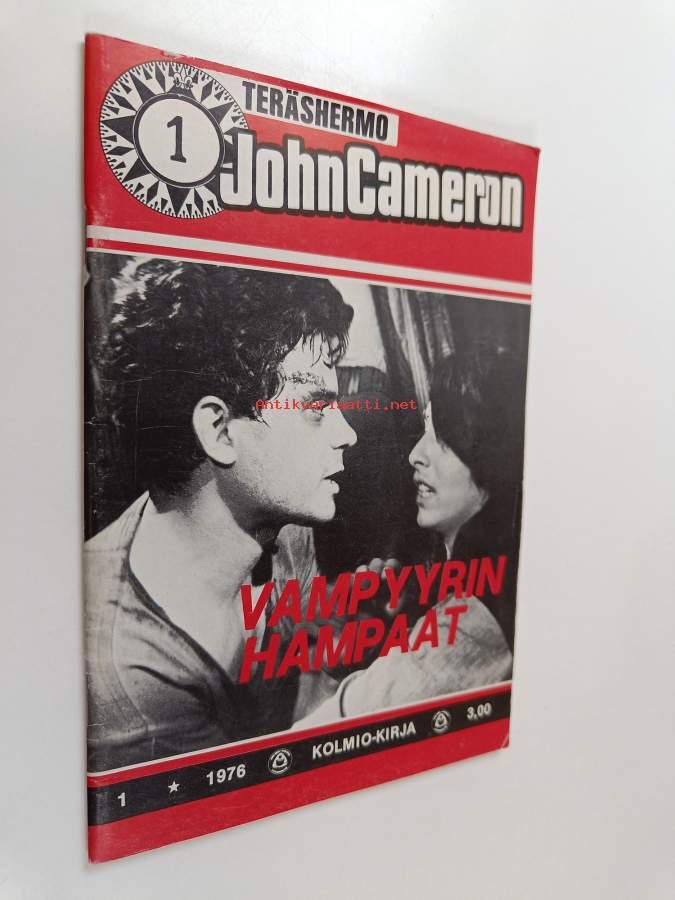 1
TERÄSHERMO
JohnCameron
Antikvariaatti.net
VAMPYYRIN
HAMPAAT
1 ★ 1976 KOLMIO-KIRJA 3,00